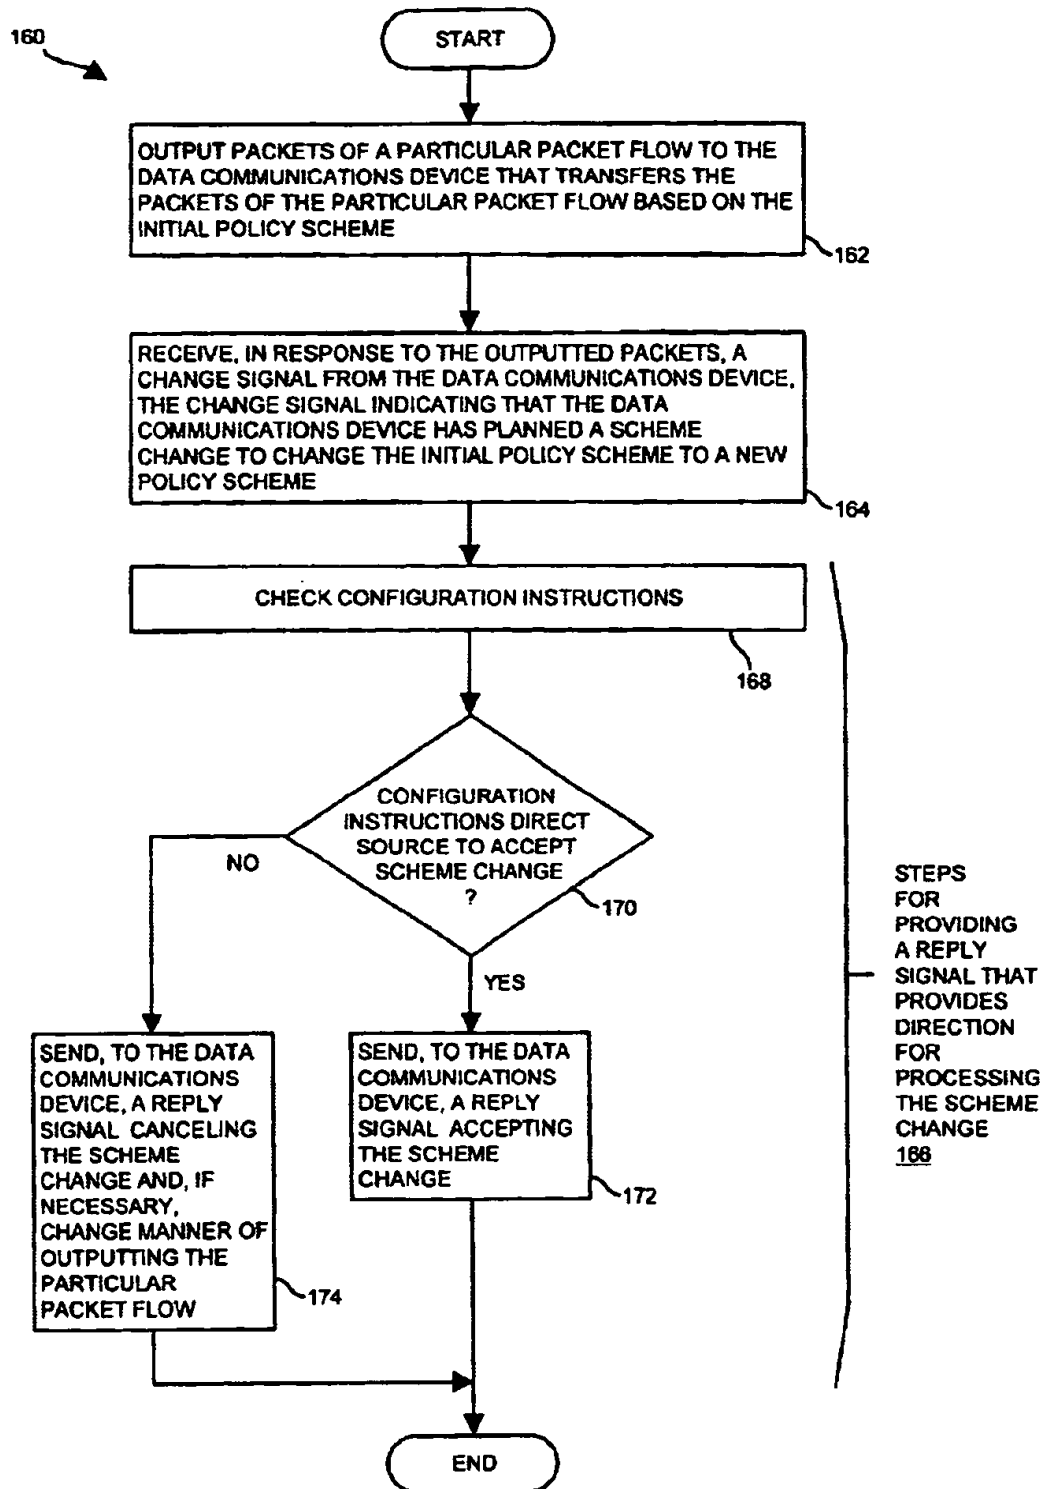 160
START
OUTPUT PACKETS OF A PARTICULAR PACKET FLOW TO THE
DATA COMMUNICATIONS DEVICE THAT TRANSFERS THE
PACKETS OF THE PARTICULAR PACKET FLOW BASED ON THE
INITIAL POLICY SCHEME
162
RECEIVE, IN RESPONSE TO THE OUTPUTTED PACKETS, A
CHANGE SIGNAL FROM THE DATA COMMUNICATIONS DEVICE,
THE CHANGE SIGNAL INDICATING THAT THE DATA
COMMUNICATIONS DEVICE HAS PLANNED A SCHEME
CHANGE TO CHANGE THE INITIAL POLICY SCHEME TO A NEW
POLICY SCHEME
164
CHECK CONFIGURATION INSTRUCTIONS
168
CONFIGURATION
INSTRUCTIONS DIRECT
SOURCE TO ACCEPT
SCHEME CHANGE
?
170
NO
YES
SEND, TO THE DATA
COMMUNICATIONS
DEVICE, A REPLY
SIGNAL CANCELING
THE SCHEME
CHANGE AND, IF
NECESSARY,
CHANGE MANNER OF
OUTPUTTING THE
PARTICULAR
PACKET FLOW
174
SEND, TO THE DATA
COMMUNICATIONS
DEVICE, A REPLY
SIGNAL ACCEPTING
THE SCHEME
CHANGE
172
STEPS
FOR
PROVIDING
A REPLY
SIGNAL THAT
PROVIDES
DIRECTION
FOR
PROCESSING
THE SCHEME
CHANGE
166
END